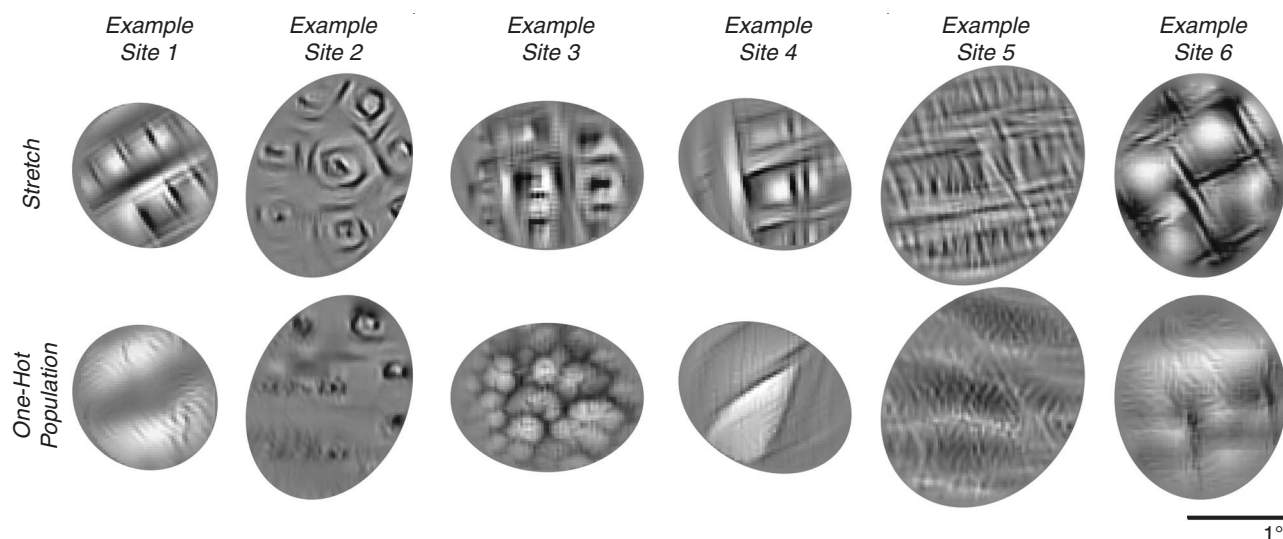 Example Site 1
Example Site 2
Example Site 3
Example Site 4
Example Site 5
Example Site 6
Stretch
One-Hot Population
1°